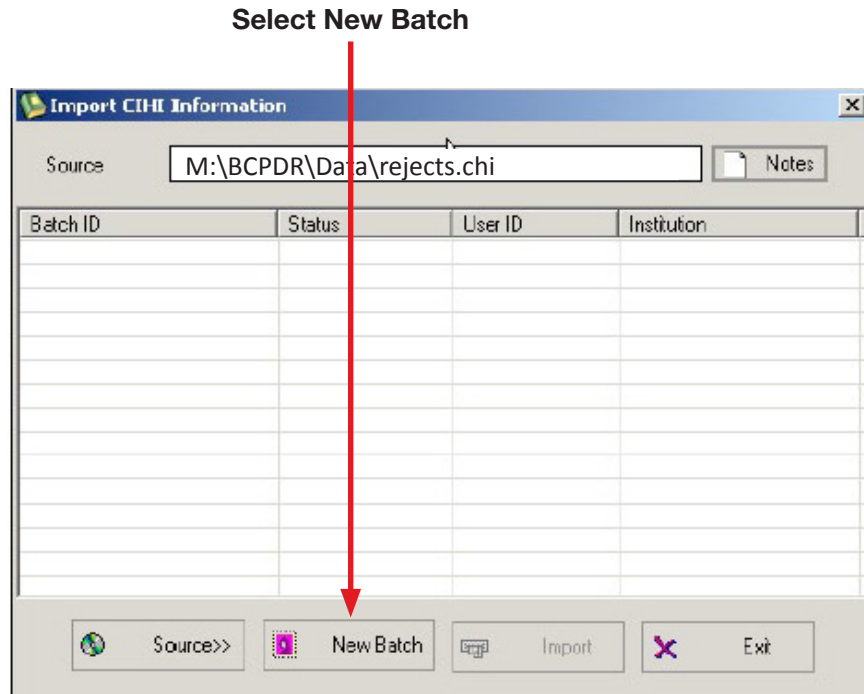 Select New Batch
Import CIHI Information
Source M:\BCPDR\Data\rejects.chi Notes
Batch ID Status User ID Institution
Source>> New Batch Import Exit